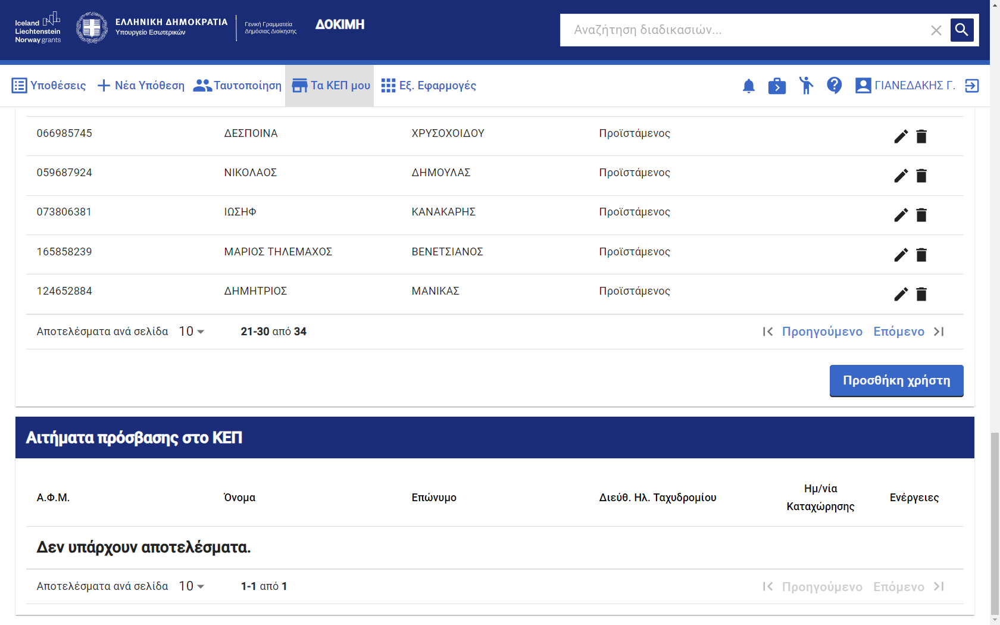 Iceland
Liechtenstein
Norway grants
ΕΛΛΗΝΙΚΗ ΔΗΜΟΚΡΑΤΙΑ
Υπουργείο Εσωτερικών
Γενική Γραμματεία
Δημόσιας Διοίκησης
ΔΟΚΙΜΗ
Αναζήτηση διαδικασιών...
Υποθέσεις Νέα Υπόθεση Ταυτοποίηση Τα ΚΕΠ μου Εξ. Εφαρμογές ΓΙΑΝΕΔΑΚΗΣ Γ.
066985745 ΔΕΣΠΟΙΝΑ ΧΡΥΣΟΧΟΙΔΟΥ Προϊστάμενος
059687924 ΝΙΚΟΛΑΟΣ ΔΗΜΟΥΛΑΣ Προϊστάμενος
073806381 ΙΩΣΗΦ ΚΑΝΑΚΑΡΗΣ Προϊστάμενος
165858239 ΜΑΡΙΟΣ ΤΗΛΕΜΑΧΟΣ ΒΕΝΕΤΣΙΑΝΟΣ Προϊστάμενος
124652884 ΔΗΜΗΤΡΙΟΣ ΜΑΝΙΚΑΣ Προϊστάμενος
Αποτελέσματα ανά σελίδα 10 21-30 από 34 Προηγούμενο Επόμενο
Προσθήκη χρήστη
Αιτήματα πρόσβασης στο ΚΕΠ
Α.Φ.Μ. Όνομα Επώνυμο Διεύθ. Ηλ. Ταχυδρομίου Ημ/νία Καταχώρησης Ενέργειες
Δεν υπάρχουν αποτελέσματα.
Αποτελέσματα ανά σελίδα 10 1-1 από 1 Προηγούμενο Επόμενο